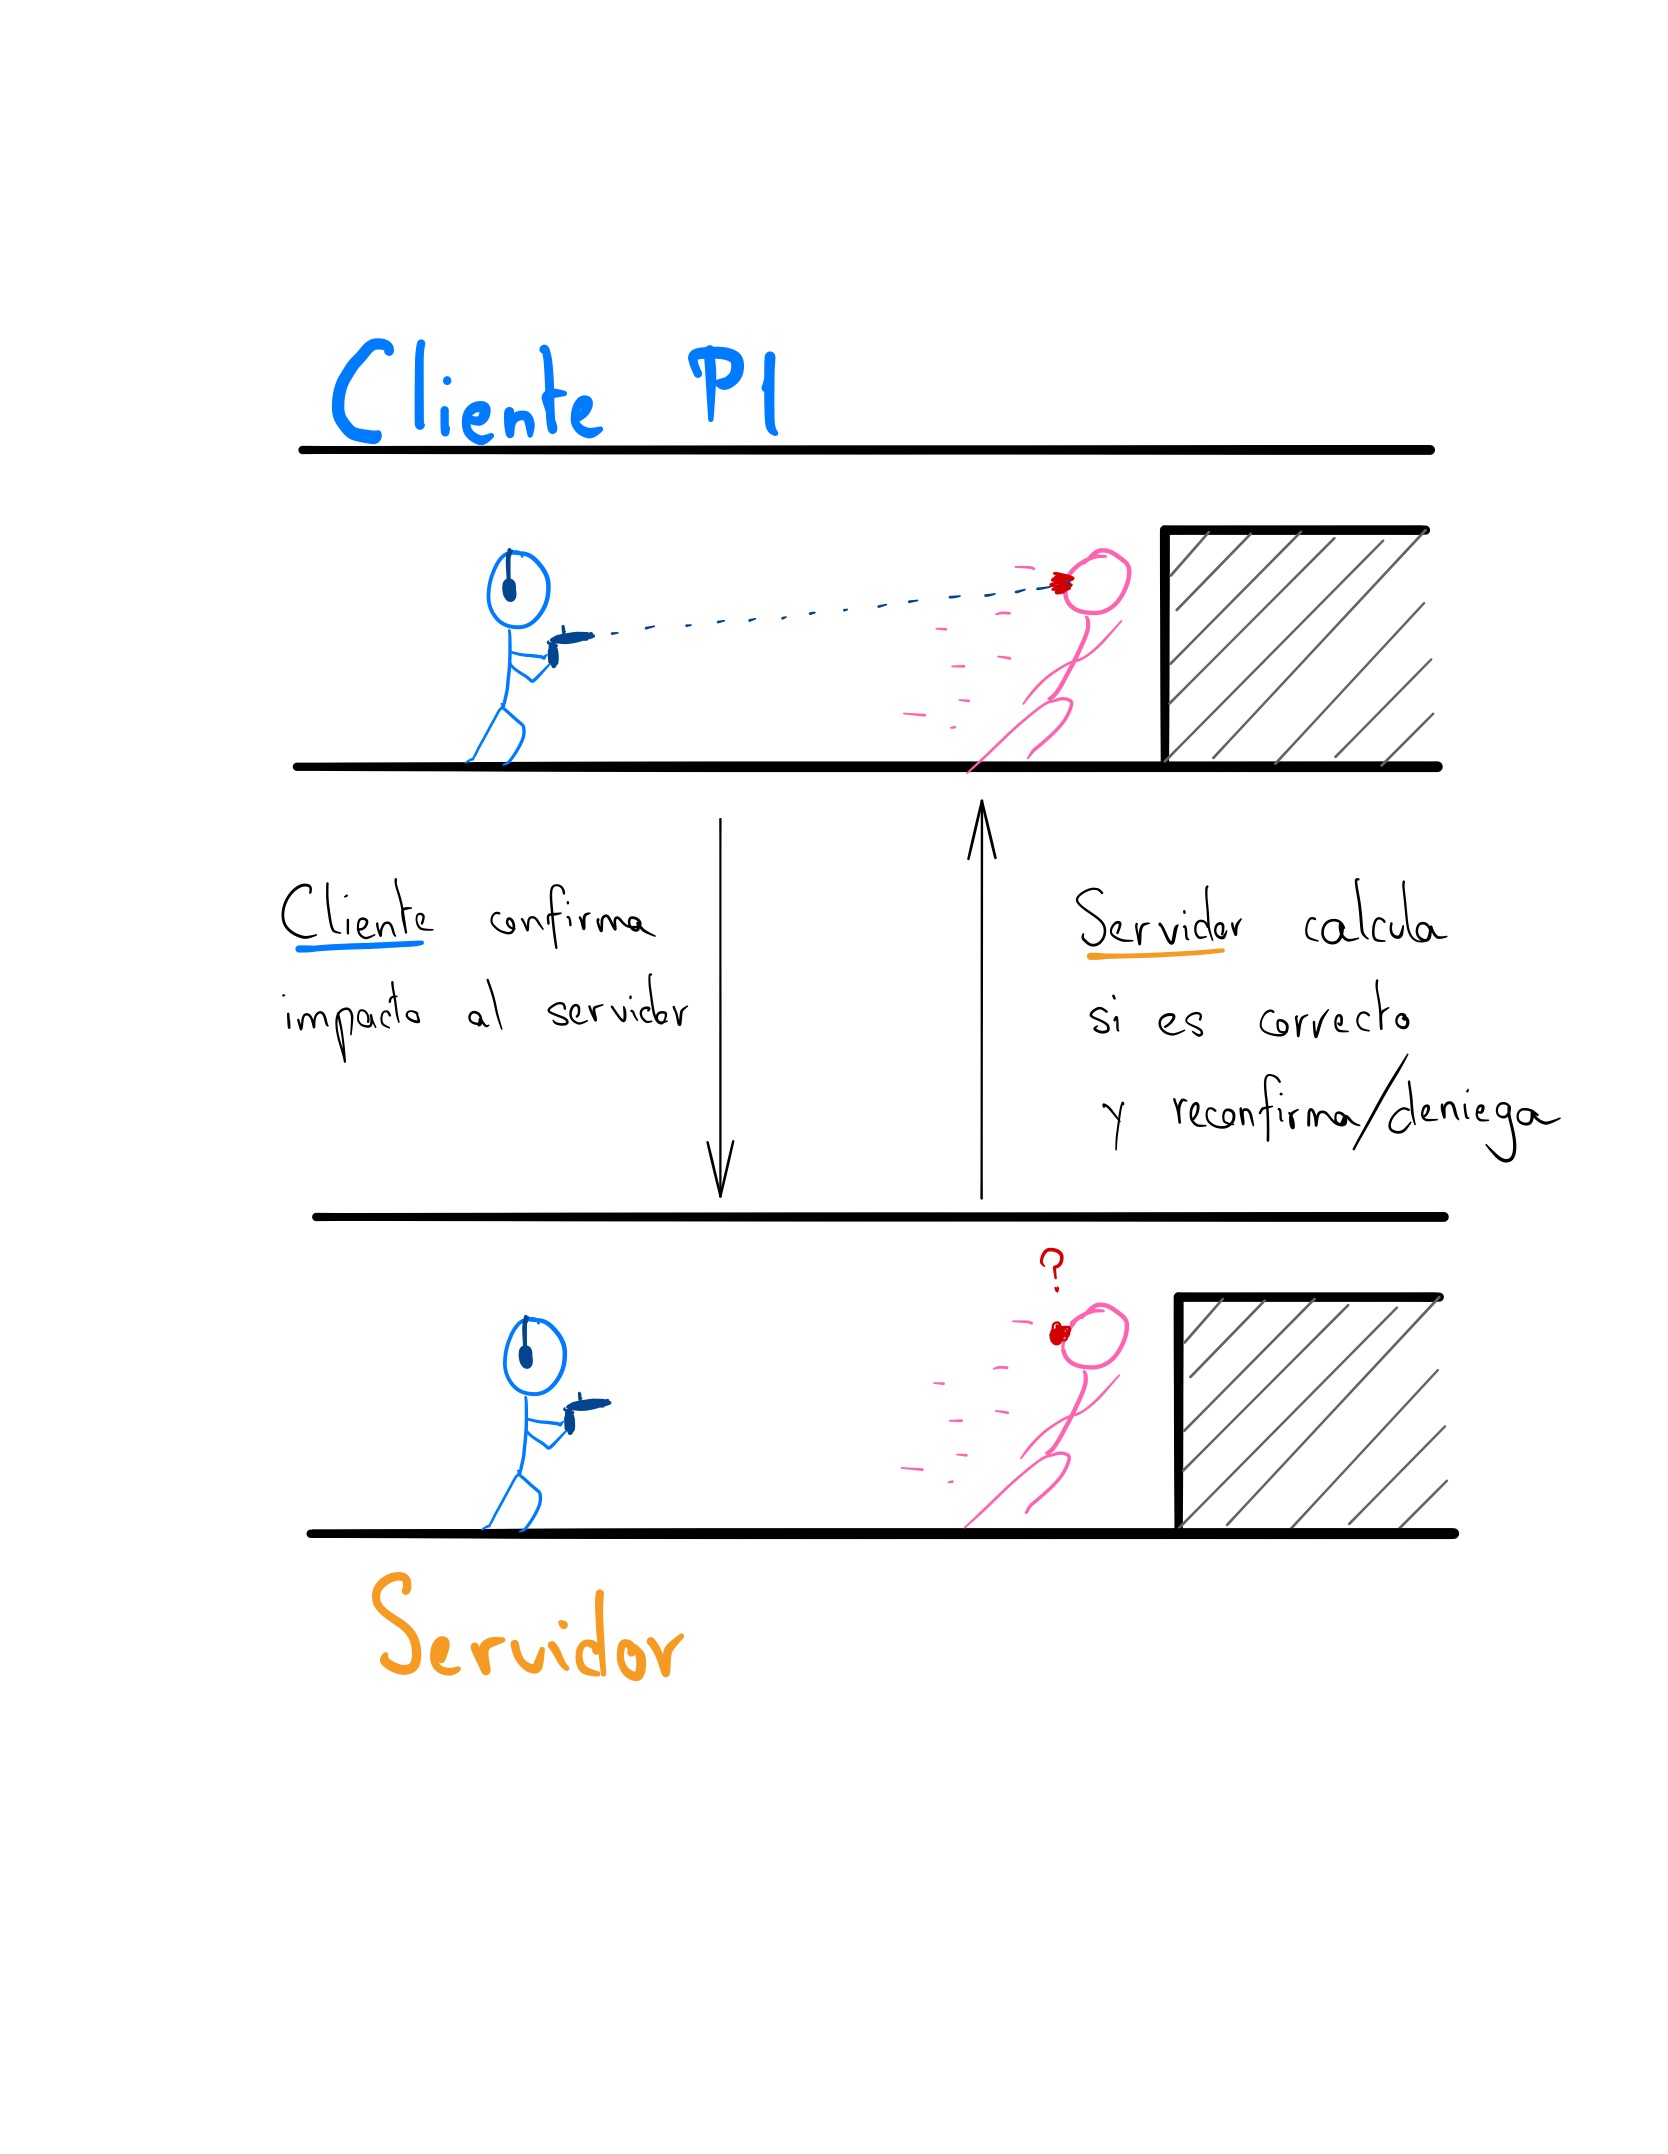 Cliente P1
Cliente confirma
impacto al servidor
Servidor calcula
si es correcto
y reconfirma/deniega
?
Servidor